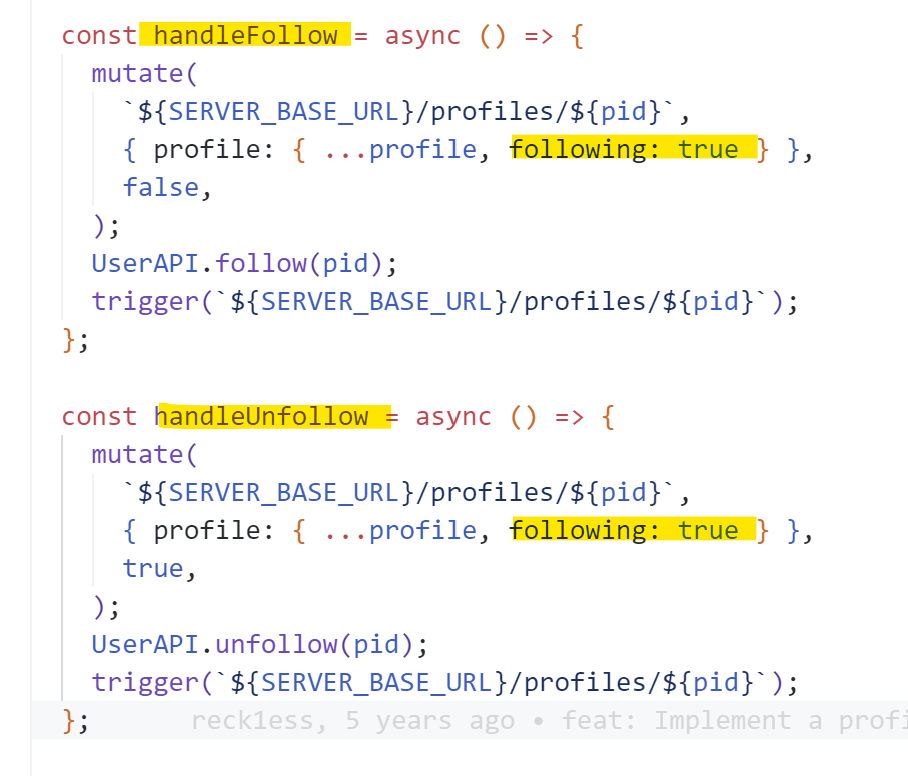 const handleFollow = async () => {
mutate(
`${SERVER_BASE_URL}/profiles/${pid}`,
{ profile: { ...profile, following: true } },
false,
);
UserAPI.follow(pid);
trigger(`${SERVER_BASE_URL}/profiles/${pid}`);
};
const handleUnfollow = async () => {
mutate(
`${SERVER_BASE_URL}/profiles/${pid}`,
{ profile: { ...profile, following: true } },
true,
);
UserAPI.unfollow(pid);
trigger(`${SERVER_BASE_URL}/profiles/${pid}`);
}; reck1ess, 5 years ago • feat: Implement a profi